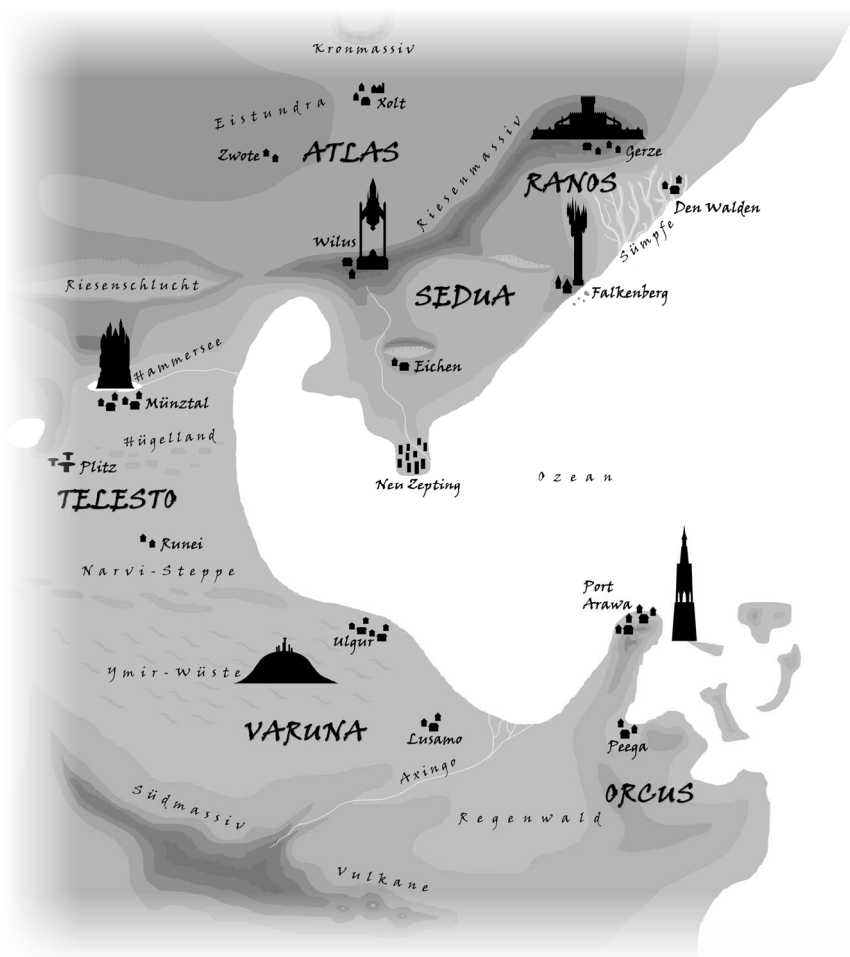 Kronmassiv
Xolt
Eistundra
Zwote
ATLAS
Riesenmassiv
Gerze
RANOS
Den Walden
Sümpfe
Wilus
Riesenschlucht
SEDUA
Falkenberg
Hammersee
Eichen
Münztal
Hügelland
Plitz
TELESTO
Neu Zepting
Ozean
Runei
Narvi-Steppe
Port
Arawa
Ulgur
Ymir-Wüste
VARUNA
Lusamo
Peega
Axingo
ORCUS
Südmassiv
Regenwald
Vulkane